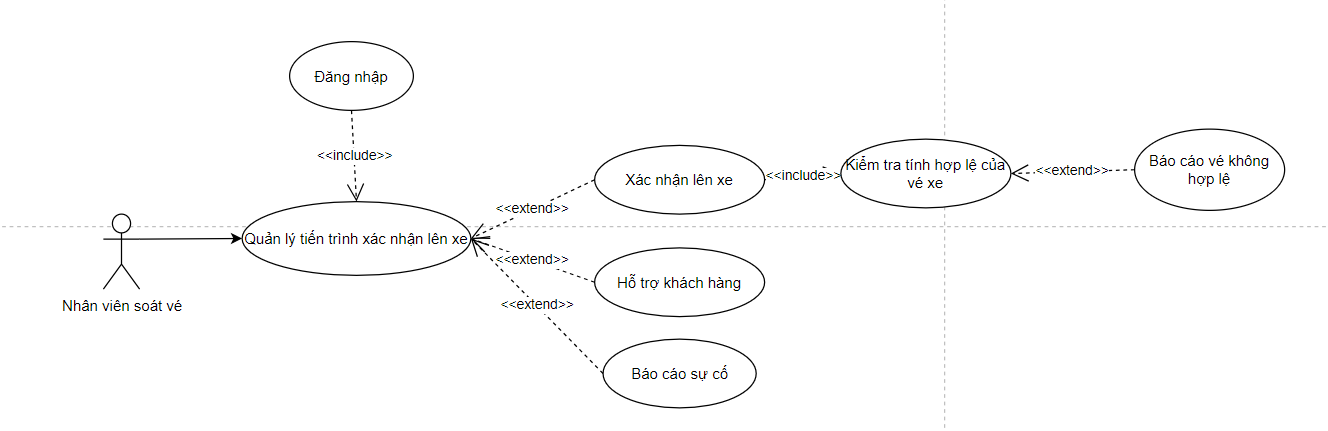 Đăng nhập
<<include>>
Xác nhận lên xe
<<include>>
Kiểm tra tính hợp lệ của
vé xe
<<extend>>
Báo cáo vé không
hợp lệ
<<extend>>
Quản lý tiến trình xác nhận lên xe
<<extend>>
Hỗ trợ khách hàng
<<extend>>
Nhân viên soát vé
Báo cáo sự cố